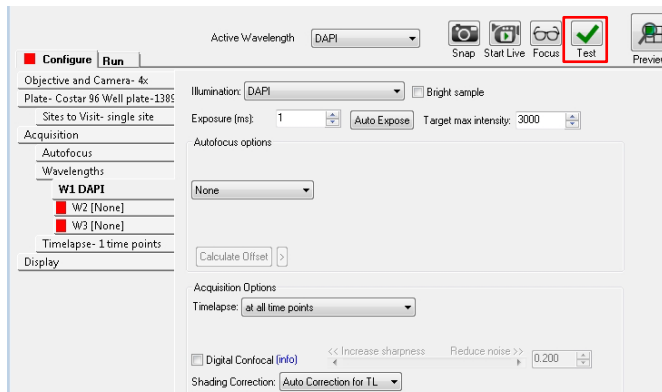 Active Wavelength DAPI
Snap Start Live Focus Test Preview
Configure Run
Objective and Camera- 4x
Plate- Costar 96 Well plate-1389
Sites to Visit- single site
Acquisition
Autofocus
Wavelengths
W1 DAPI
W2 [None]
W3 [None]
Timelapse- 1 time points
Display
Illumination: DAPI Bright sample
Exposure (ms): 1 Auto Expose Target max intensity: 3000
Autofocus options
None
Calculate Offset >
Acquisition Options
Timelapse: at all time points
<< Increase sharpness Reduce noise >>
Digital Confocal (info) 0.200
Shading Correction: Auto Correction for TL